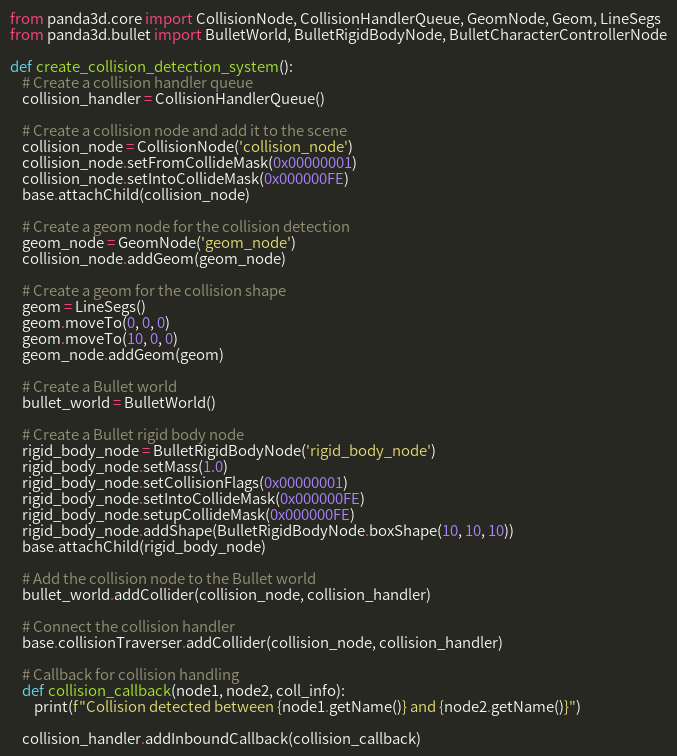 from panda3d.core import CollisionNode, CollisionHandlerQueue, GeomNode, Geom, LineSegs
from panda3d.bullet import BulletWorld, BulletRigidBodyNode, BulletCharacterControllerNode

def create_collision_detection_system():
    # Create a collision handler queue
    collision_handler = CollisionHandlerQueue()

    # Create a collision node and add it to the scene
    collision_node = CollisionNode('collision_node')
    collision_node.setFromCollideMask(0x00000001)
    collision_node.setIntoCollideMask(0x000000FE)
    base.attachChild(collision_node)

    # Create a geom node for the collision detection
    geom_node = GeomNode('geom_node')
    collision_node.addGeom(geom_node)

    # Create a geom for the collision shape
    geom = LineSegs()
    geom.moveTo(0, 0, 0)
    geom.moveTo(10, 0, 0)
    geom_node.addGeom(geom)

    # Create a Bullet world
    bullet_world = BulletWorld()

    # Create a Bullet rigid body node
    rigid_body_node = BulletRigidBodyNode('rigid_body_node')
    rigid_body_node.setMass(1.0)
    rigid_body_node.setCollisionFlags(0x00000001)
    rigid_body_node.setIntoCollideMask(0x000000FE)
    rigid_body_node.setupCollideMask(0x000000FE)
    rigid_body_node.addShape(BulletRigidBodyNode.boxShape(10, 10, 10))
    base.attachChild(rigid_body_node)

    # Add the collision node to the Bullet world
    bullet_world.addCollider(collision_node, collision_handler)

    # Connect the collision handler
    base.collisionTraverser.addCollider(collision_node, collision_handler)

    # Callback for collision handling
    def collision_callback(node1, node2, coll_info):
        print(f"Collision detected between {node1.getName()} and {node2.getName()}")

    collision_handler.addInboundCallback(collision_callback)